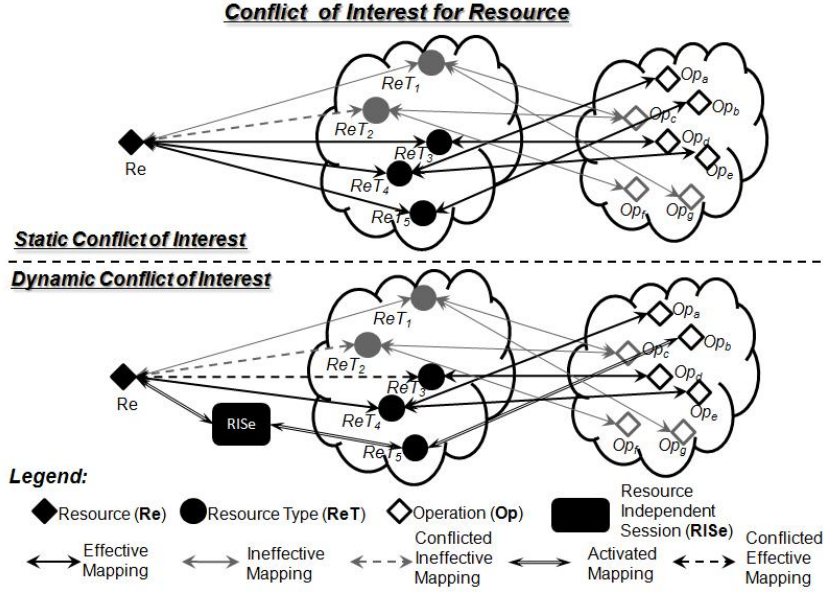 Conflict of Interest for Resource
ReT1
ReT2
ReT3
ReT4
ReT5
Re
Opa
Opb
Opc
Opd
Ope
Opf
Opg
Static Conflict of Interest
Dynamic Conflict of Interest
ReT1
ReT2
ReT3
ReT4
ReT5
Re
RISe
Opa
Opb
Opc
Opd
Ope
Opf
Opg
Legend:
Resource (Re)
Resource Type (ReT)
Operation (Op)
Resource
Independent
Session (RISe)
Effective
Mapping
Ineffective
Mapping
Conflicted
Ineffective
Mapping
Activated
Mapping
Conflicted
Effective
Mapping